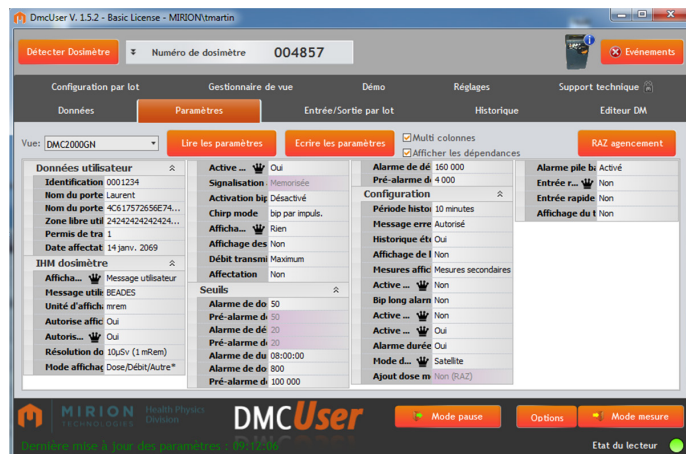 DmcUser V. 1.5.2 - Basic License - MIRION\tmartin
Détecter Dosimètre
Numéro de dosimètre 004857
Evénements
Configuration par lot Gestionnaire de vue Démo Réglages Support technique
Données Paramètres Entrée/Sortie par lot Historique Editeur DM
Vue: DMC2000GN
Lire les paramètres
Ecrire les paramètres
Multi colonnes
Afficher les dépendances
RAZ agencement
Données utilisateur
Identification 0001234
Nom du porte Laurent
Nom du porte 4C617572656E74...
Zone libre util 24242424242424...
Permis de tra 1
Date affectat 14 janv. 2069
IHM dosimètre
Afficha... Message utilisateur
Message utilis BEADES
Unité d'affich mrem
Autorise affic Oui
Autoris... Oui
Résolution do 10µSv (1 mRem)
Mode affichag Dose/Débit/Autre*
Active ... Oui
Signalisation Memorisée
Activation bip Désactivé
Chirp mode bip par impuls.
Afficha... Rien
Affichage des Non
Débit transmi Maximum
Affectation Non
Seuils
Alarme de do 50
Pré-alarme d 50
Alarme de dé 20
Pré-alarme d 20
Alarme de du 08:00:00
Alarme de do 800
Pré-alarme d 100 000
Alarme de dé 160 000
Pré-alarme d 4 000
Configuration
Période histo 10 minutes
Message erre Autorisé
Historique éte Oui
Affichage de l Non
Mesures affic Mesures secondaires
Active ... Non
Bip long alarn Non
Active ... Non
Active ... Oui
Alarme durée Oui
Mode d... Satellite
Ajout dose m Non (RAZ)
Alarme pile ba Activé
Entrée r... Non
Entrée rapide Non
Affichage du t Non
MIRION
TECHNOLOGIES
Health Physics
Division
DMCUser
Mode pause
Options
Mode mesure
Dernière mise à jour des paramètres : 09:12:06
Etat du lecteur